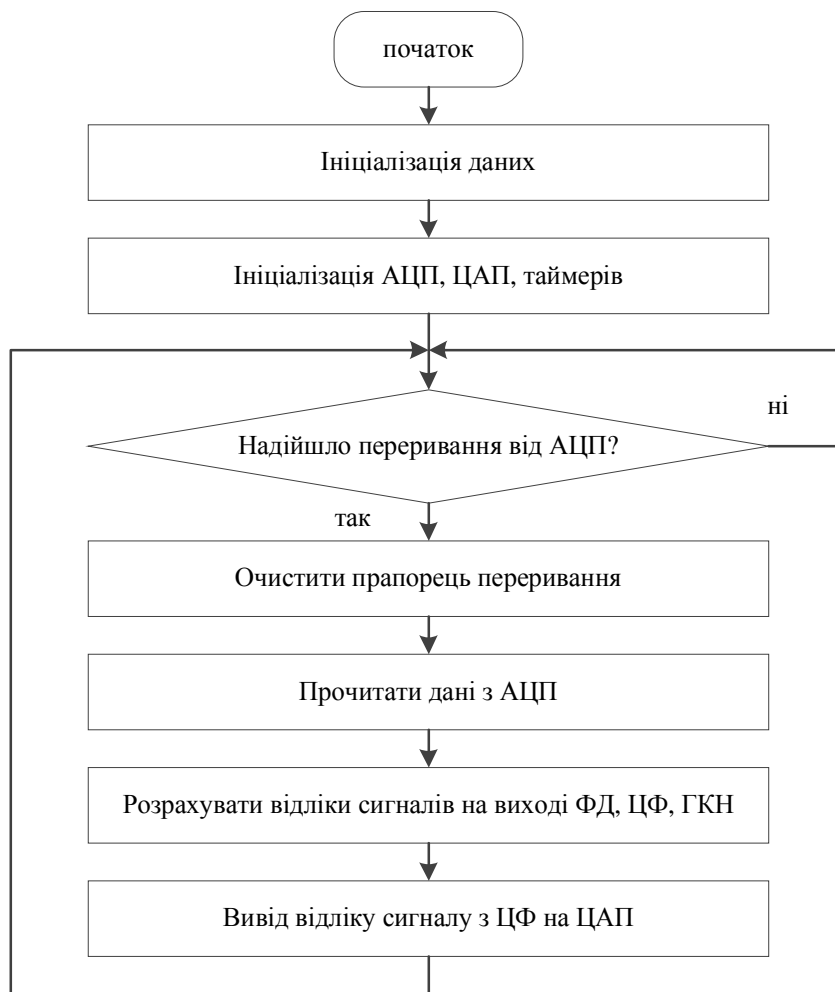 початок
Ініціалізація даних
Ініціалізація АЦП, ЦАП, таймерів
ні
Надійшло переривання від АЦП?
так
Очистити прапорець переривання
Прочитати дані з АЦП
Розрахувати відліки сигналів на виході ФД, ЦФ, ГКН
Вивід відліку сигналу з ЦФ на ЦАП